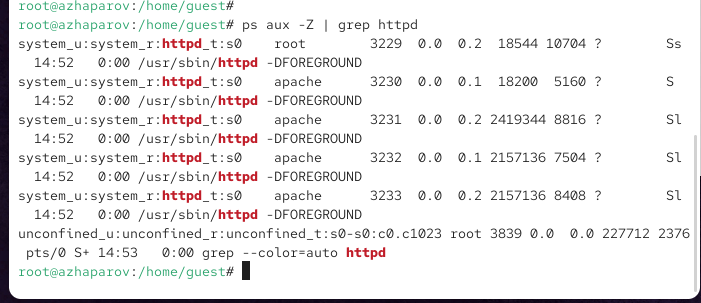 root@azhaparov:/home/guest#
root@azhaparov:/home/guest# ps aux -Z | grep httpd
system_u:system_r:httpd_t:s0    root       3229  0.0  0.2  18544 10704 ?        Ss
  14:52   0:00 /usr/sbin/httpd -DFOREGROUND
system_u:system_r:httpd_t:s0    apache     3230  0.0  0.1  18200  5160 ?        S
  14:52   0:00 /usr/sbin/httpd -DFOREGROUND
system_u:system_r:httpd_t:s0    apache     3231  0.0  0.2 2419344 8816 ?        Sl
  14:52   0:00 /usr/sbin/httpd -DFOREGROUND
system_u:system_r:httpd_t:s0    apache     3232  0.0  0.1 2157136 7504 ?        Sl
  14:52   0:00 /usr/sbin/httpd -DFOREGROUND
system_u:system_r:httpd_t:s0    apache     3233  0.0  0.2 2157136 8408 ?        Sl
  14:52   0:00 /usr/sbin/httpd -DFOREGROUND
unconfined_u:unconfined_r:unconfined_t:s0-s0:c0.c1023 root 3839 0.0  0.0 227712 2376
 pts/0 S+ 14:53   0:00 grep --color=auto httpd
root@azhaparov:/home/guest#